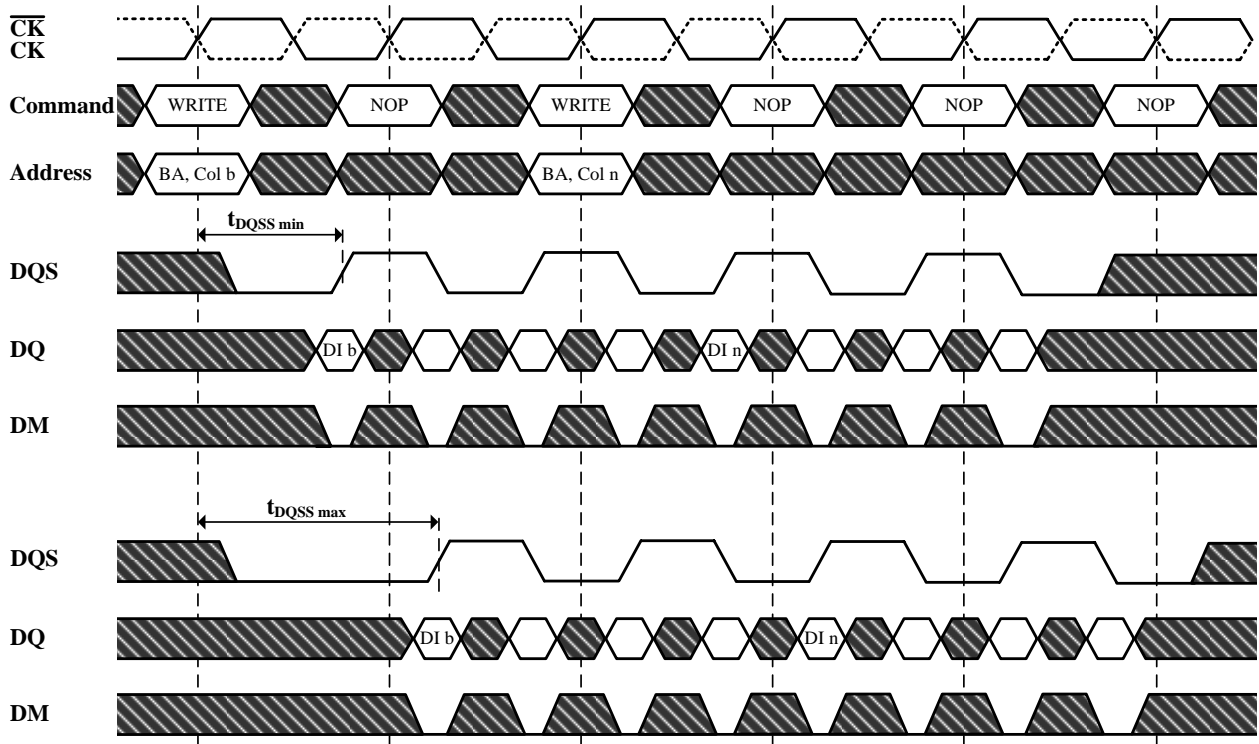 CK
CK
Command WRITE NOP WRITE NOP NOP NOP
Address BA, Col b BA, Col n
tDQSS min
DQS
DQ DI b DI n
DM
tDQSS max
DQS
DQ DI b DI n
DM